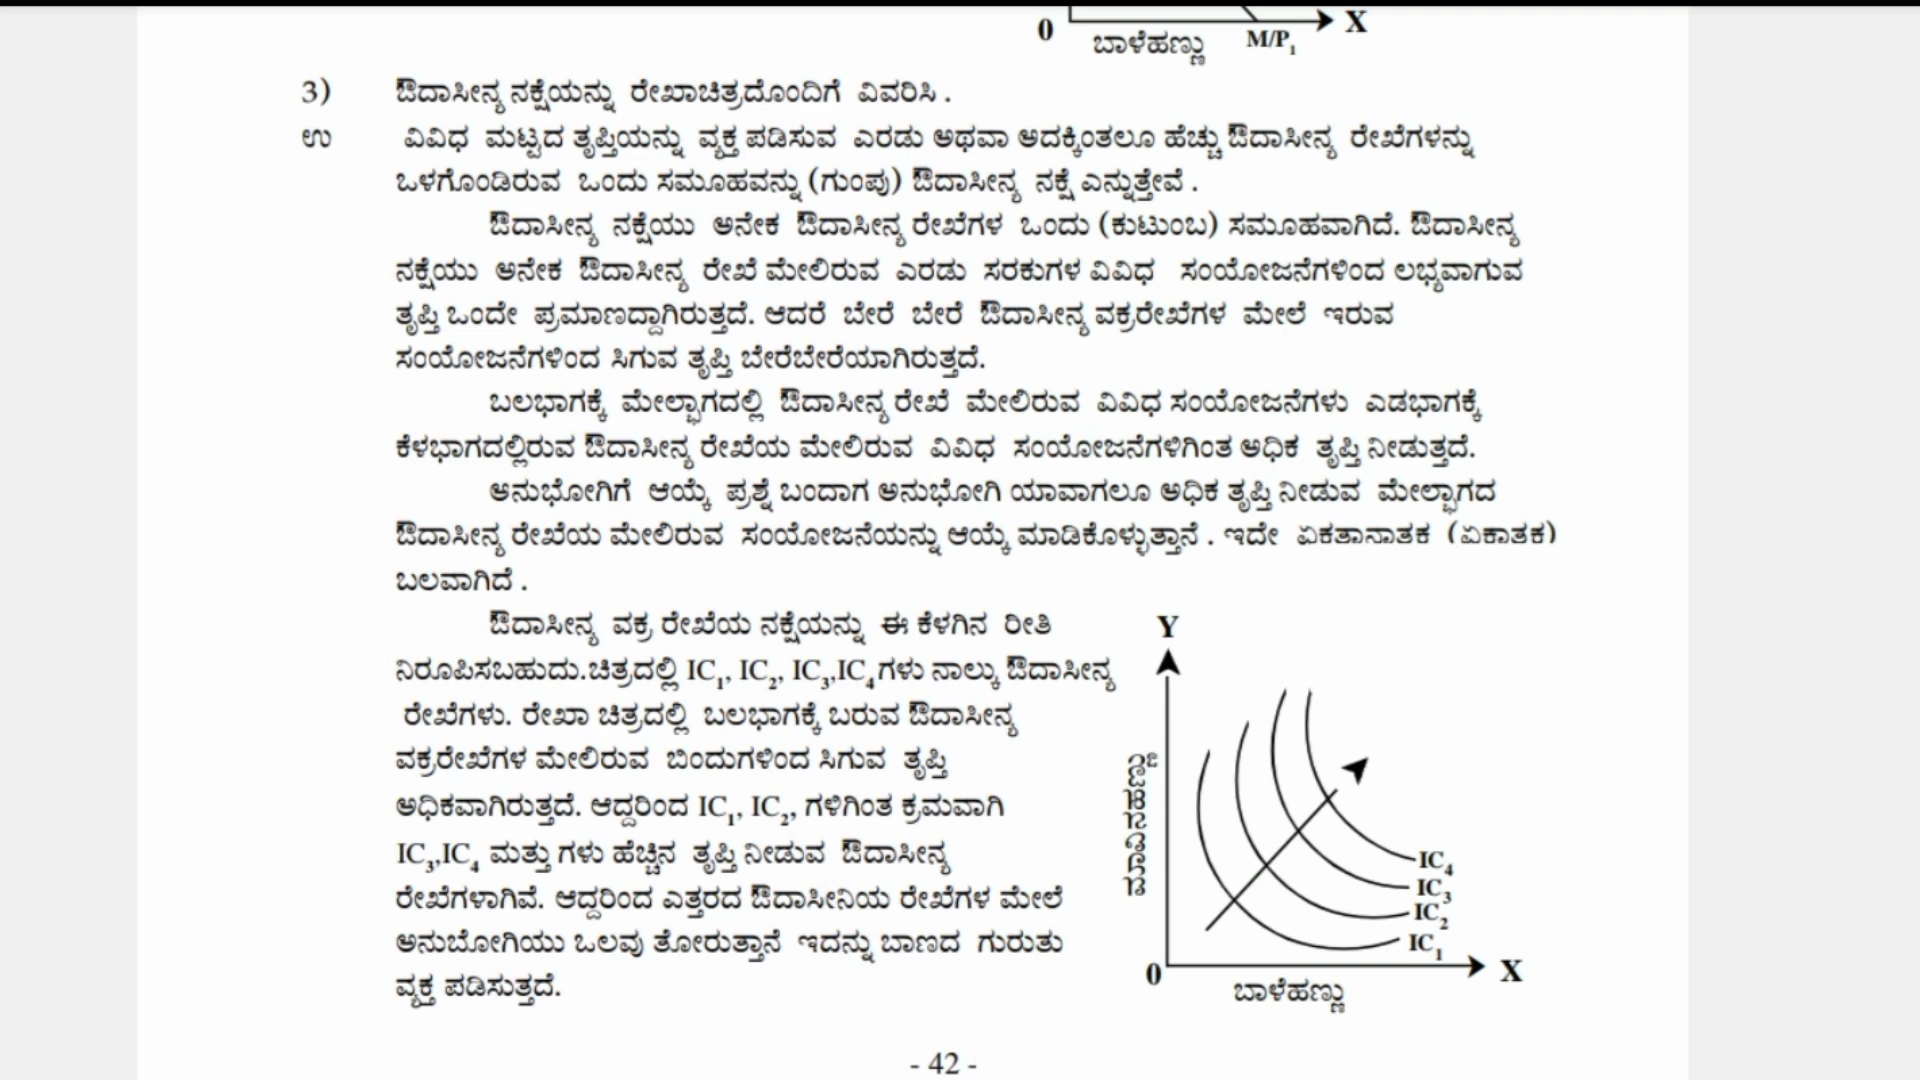 0 ಬಾಳೆಹಣ್ಣು M/P₁ X
3) ಔದಾಸೀನ್ಯ ನಕ್ಷೆಯನ್ನು ರೇಖಾಚಿತ್ರದೊಂದಿಗೆ ವಿವರಿಸಿ .
ಉ ವಿವಿಧ ಮಟ್ಟದ ತೃಪ್ತಿಯನ್ನು ವ್ಯಕ್ತ ಪಡಿಸುವ ಎರಡು ಅಥವಾ ಅದಕ್ಕಿಂತಲೂ ಹೆಚ್ಚು ಔದಾಸೀನ್ಯ ರೇಖೆಗಳನ್ನು
ಒಳಗೊಂಡಿರುವ ಒಂದು ಸಮೂಹವನ್ನು (ಗುಂಪು) ಔದಾಸೀನ್ಯ ನಕ್ಷೆ ಎನ್ನುತ್ತೇವೆ .
ಔದಾಸೀನ್ಯ ನಕ್ಷೆಯು ಅನೇಕ ಔದಾಸೀನ್ಯ ರೇಖೆಗಳ ಒಂದು (ಕುಟುಂಬ) ಸಮೂಹವಾಗಿದೆ. ಔದಾಸೀನ್ಯ
ನಕ್ಷೆಯು ಅನೇಕ ಔದಾಸೀನ್ಯ ರೇಖೆ ಮೇಲಿರುವ ಎರಡು ಸರಕುಗಳ ವಿವಿಧ ಸಂಯೋಜನೆಗಳಿಂದ ಲಭ್ಯವಾಗುವ
ತೃಪ್ತಿ ಒಂದೇ ಪ್ರಮಾಣದ್ದಾಗಿರುತ್ತದೆ. ಆದರೆ ಬೇರೆ ಬೇರೆ ಔದಾಸೀನ್ಯ ವಕ್ರರೇಖೆಗಳ ಮೇಲೆ ಇರುವ
ಸಂಯೋಜನೆಗಳಿಂದ ಸಿಗುವ ತೃಪ್ತಿ ಬೇರೆಬೇರೆಯಾಗಿರುತ್ತದೆ.
ಬಲಭಾಗಕ್ಕೆ ಮೇಲ್ಭಾಗದಲ್ಲಿ ಔದಾಸೀನ್ಯ ರೇಖೆ ಮೇಲಿರುವ ವಿವಿಧ ಸಂಯೋಜನೆಗಳು ಎಡಭಾಗಕ್ಕೆ
ಕೆಳಭಾಗದಲ್ಲಿರುವ ಔದಾಸೀನ್ಯ ರೇಖೆಯ ಮೇಲಿರುವ ವಿವಿಧ ಸಂಯೋಜನೆಗಳಿಗಿಂತ ಅಧಿಕ ತೃಪ್ತಿ ನೀಡುತ್ತದೆ.
ಅನುಭೋಗಿಗೆ ಆಯ್ಕೆ ಪ್ರಶ್ನೆ ಬಂದಾಗ ಅನುಭೋಗಿ ಯಾವಾಗಲೂ ಅಧಿಕ ತೃಪ್ತಿ ನೀಡುವ ಮೇಲ್ಭಾಗದ
ಔದಾಸೀನ್ಯ ರೇಖೆಯ ಮೇಲಿರುವ ಸಂಯೋಜನೆಯನ್ನು ಆಯ್ಕೆ ಮಾಡಿಕೊಳ್ಳುತ್ತಾನೆ . ಇದೇ
ಬಲವಾಗಿದೆ .
ಔದಾಸೀನ್ಯ ವಕ್ರ ರೇಖೆಯ ನಕ್ಷೆಯನ್ನು ಈ ಕೆಳಗಿನ ರೀತಿ
ನಿರೂಪಿಸಬಹುದು.ಚಿತ್ರದಲ್ಲಿ IC₁, IC₂, IC₃,IC₄ಗಳು ನಾಲ್ಕು ಔದಾಸೀನ್ಯ
ರೇಖೆಗಳು. ರೇಖಾ ಚಿತ್ರದಲ್ಲಿ ಬಲಭಾಗಕ್ಕೆ ಬರುವ ಔದಾಸೀನ್ಯ
ವಕ್ರರೇಖೆಗಳ ಮೇಲಿರುವ ಬಿಂದುಗಳಿಂದ ಸಿಗುವ ತೃಪ್ತಿ
ಅಧಿಕವಾಗಿರುತ್ತದೆ. ಆದ್ದರಿಂದ IC₁, IC₂, ಗಳಿಗಿಂತ ಕ್ರಮವಾಗಿ
IC₃,IC₄ ಮತ್ತು ಗಳು ಹೆಚ್ಚಿನ ತೃಪ್ತಿ ನೀಡುವ ಔದಾಸೀನ್ಯ
ರೇಖೆಗಳಾಗಿವೆ. ಆದ್ದರಿಂದ ಎತ್ತರದ ಔದಾಸೀನಿಯ ರೇಖೆಗಳ ಮೇಲೆ
ಅನುಬೋಗಿಯು ಒಲವು ತೋರುತ್ತಾನೆ ಇದನ್ನು ಬಾಣದ ಗುರುತು
ವ್ಯಕ್ತ ಪಡಿಸುತ್ತದೆ.
Y
ಮಾವಿನಹಣ್ಣು
IC₄
IC₃
IC₂
IC₁
0 X
ಬಾಳೆಹಣ್ಣು
- 42 -